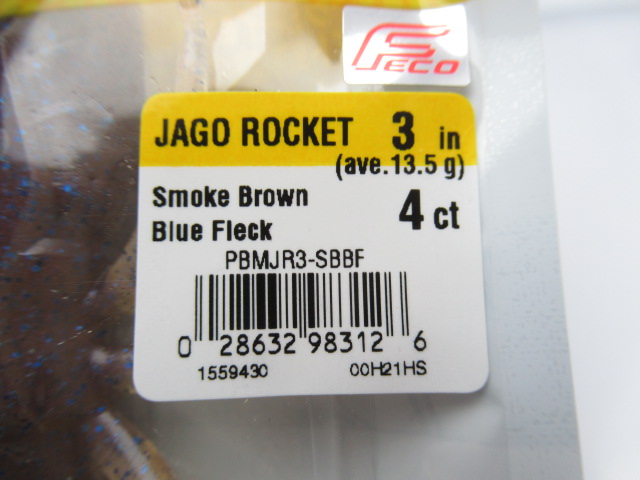 FECO
JAGO ROCKET 3 in
(ave.13.5 g)
Smoke Brown
Blue Fleck
4 ct
PBMJR3-SBBF
0 28632 98312 6
1559430 00H21HS